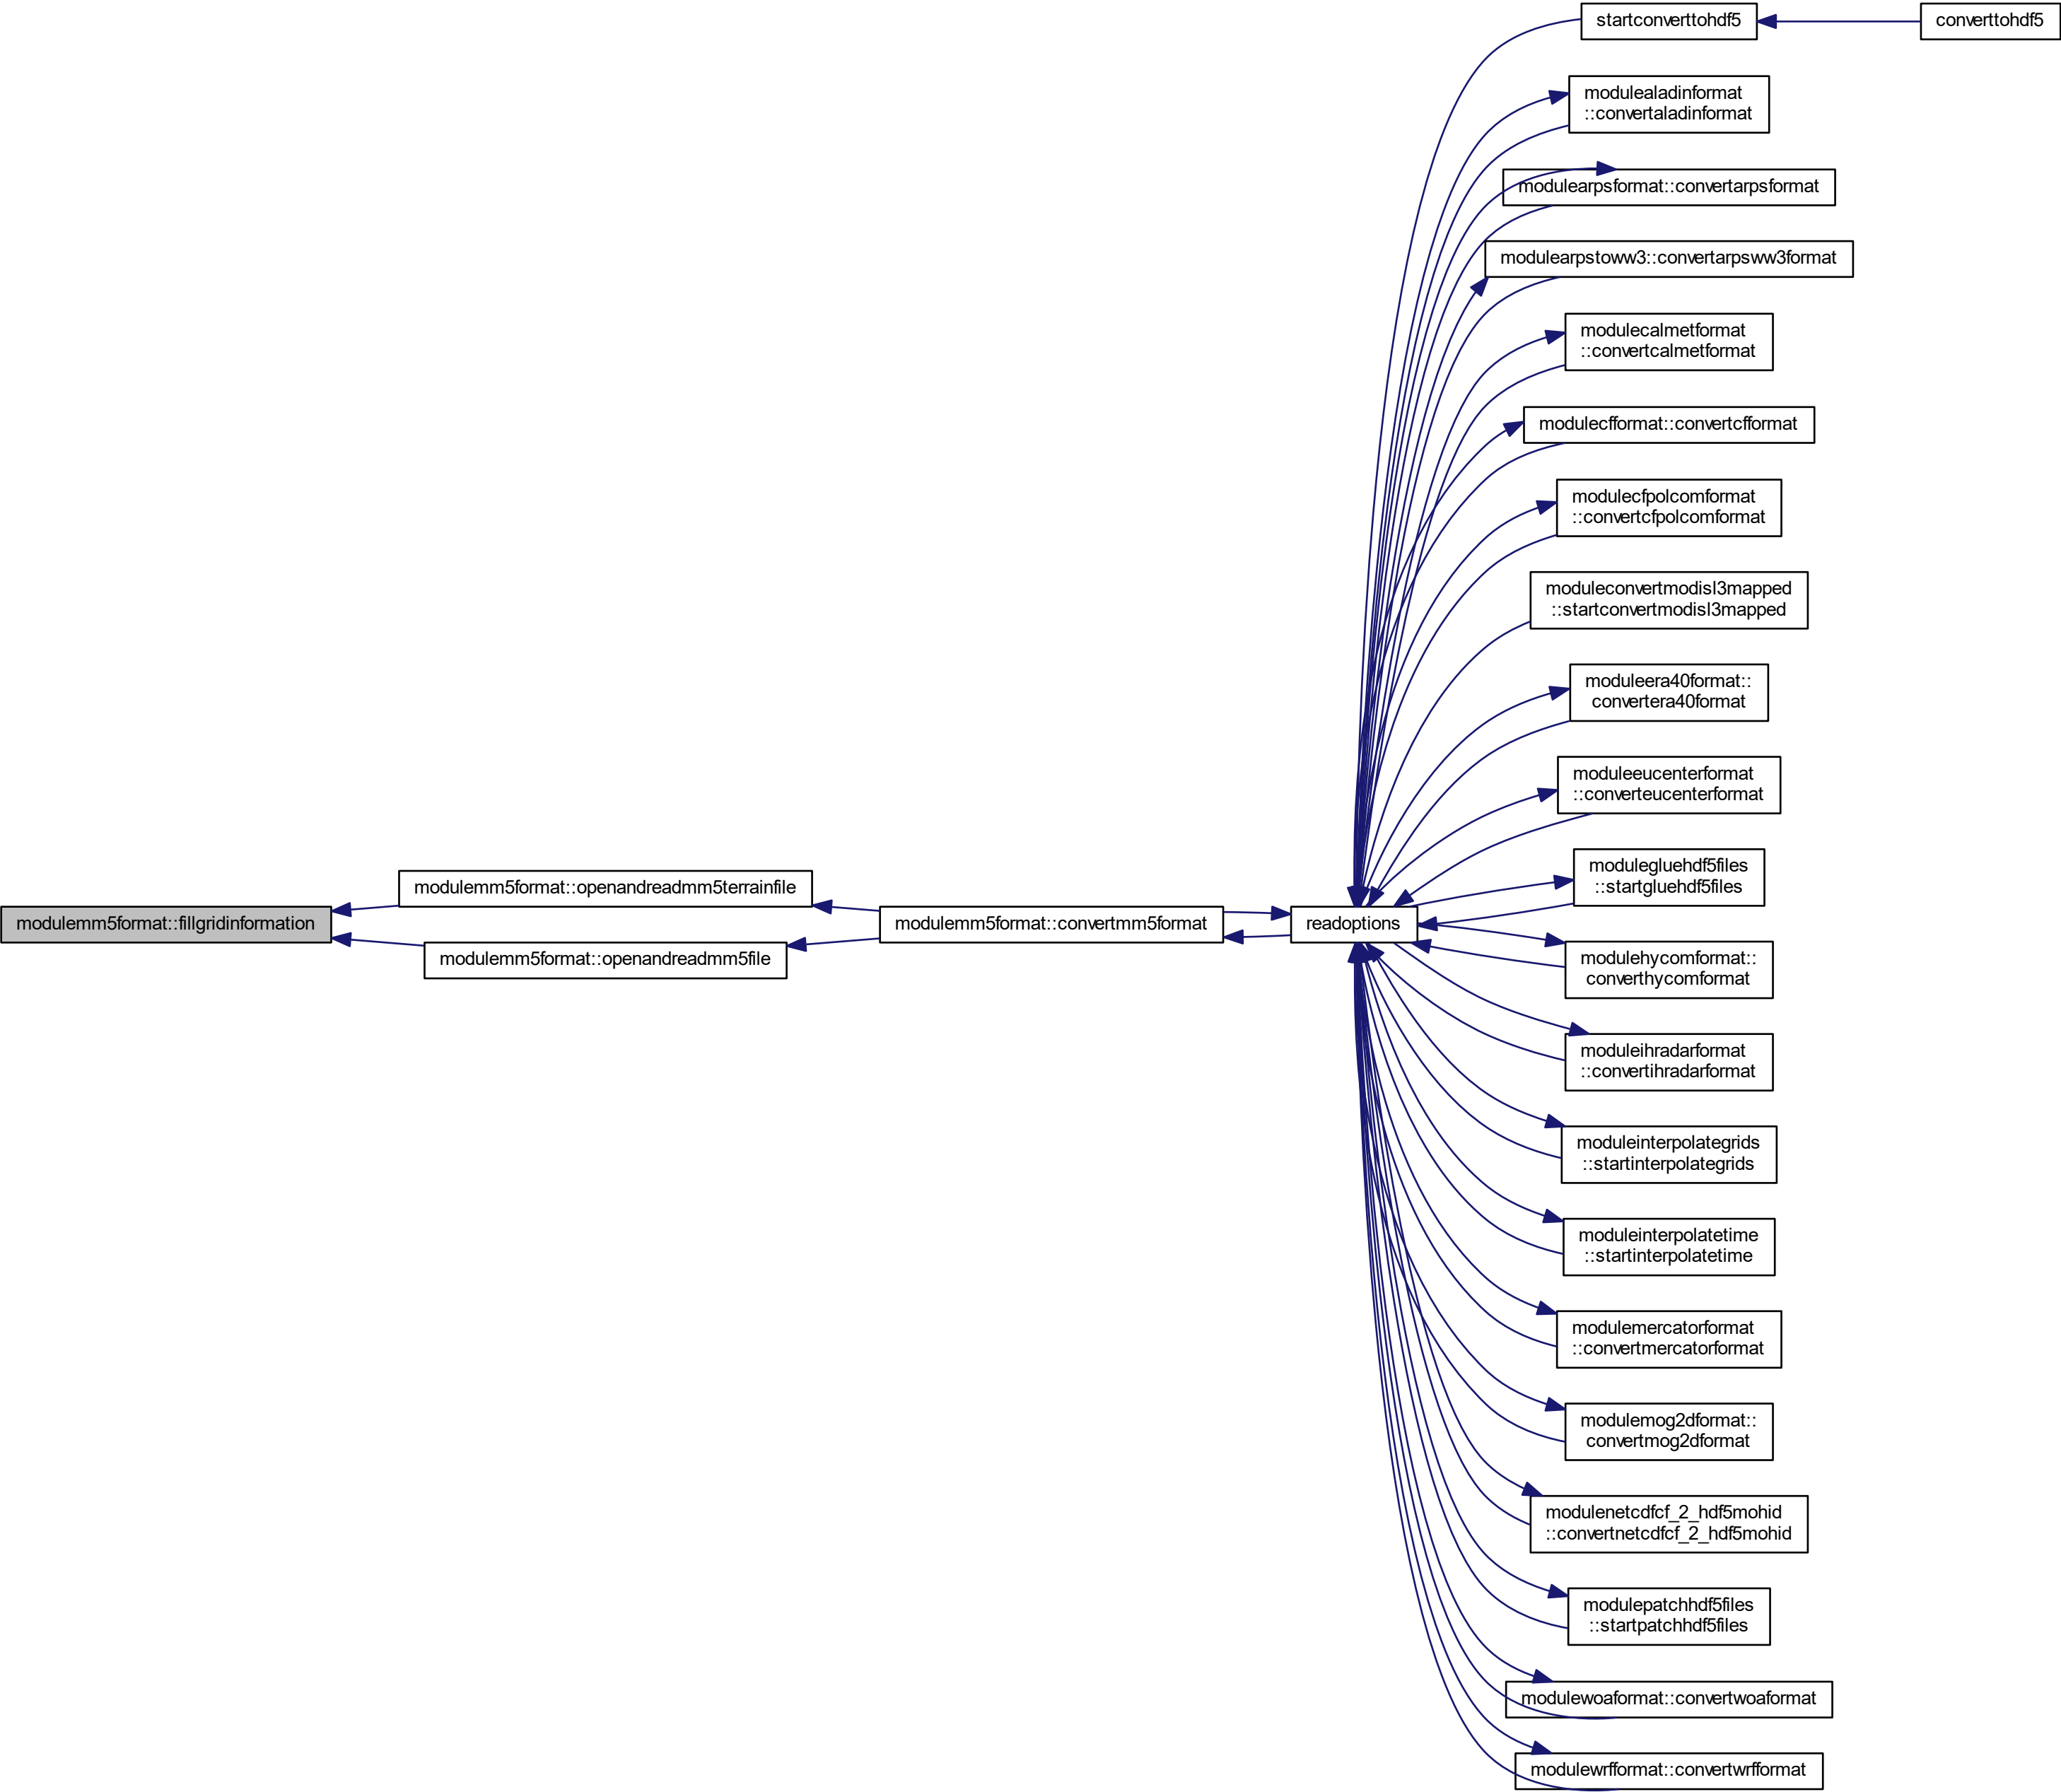 startconverttohdf5
converttohdf5
modulealadinformat
::convertaladinformat
modulearpsformat::convertarpsformat
modulearpstoww3::convertarpsww3format
modulecalmetformat
::convertcalmetformat
modulecfformat::convertcfformat
modulecfpolcomformat
::convertcfpolcomformat
moduleconvertmodisl3mapped
::startconvertmodisl3mapped
moduleera40format::
convertera40format
moduleeucenterformat
::converteucenterformat
modulegluehdf5files
::startgluehdf5files
modulemm5format::openandreadmm5terrainfile
modulemm5format::fillgridinformation
modulemm5format::convertmm5format
readoptions
modulemm5format::openandreadmm5file
modulehycomformat::
converthycomformat
moduleihradarformat
::convertihradarformat
moduleinterpolategrids
::startinterpolategrids
moduleinterpolatetime
::startinterpolatetime
modulemercatorformat
::convertmercatorformat
modulemog2dformat::
convertmog2dformat
modulenetcdfcf_2_hdf5mohid
::convertnetcdfcf_2_hdf5mohid
modulepatchhdf5files
::startpatchhdf5files
modulewoaformat::convertwoaformat
modulewrfformat::convertwrfformat